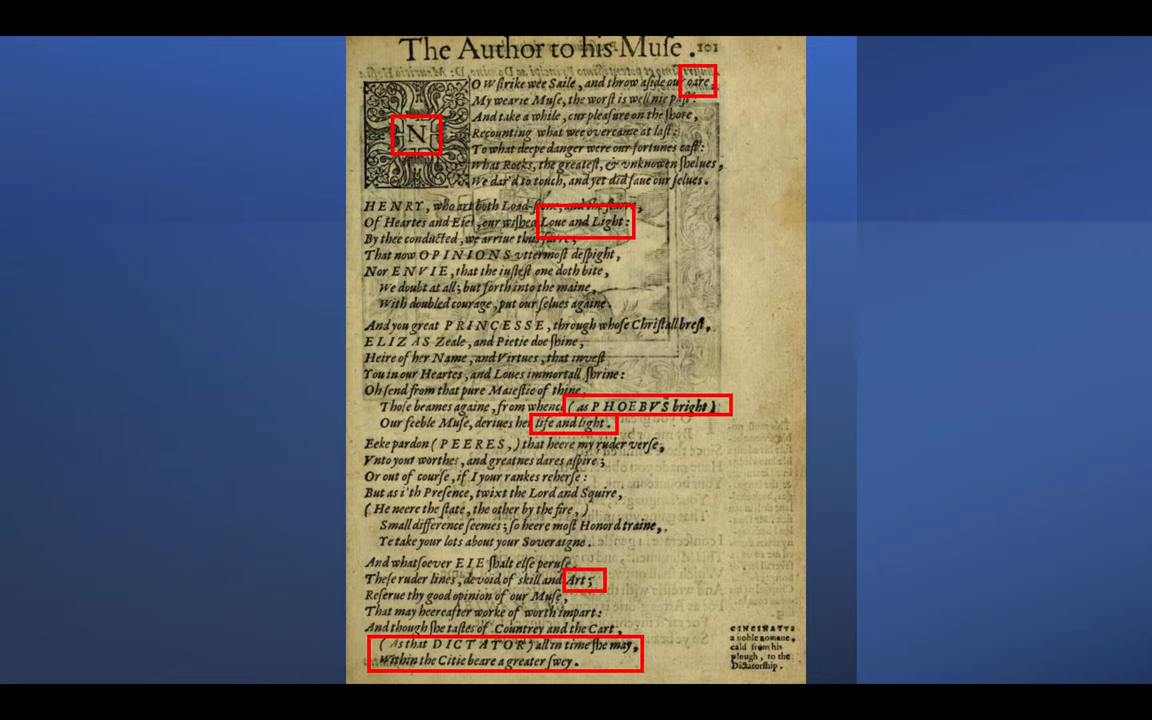 The Author to his Muse. 101
NOW strike wee Saile, and throw aside our oare,
My wearie Muse, the worst is well nie past:
And take a while, our pleasure on the shore,
Recounting what wee overcame at last:
To what deepe danger were our fortunes cast:
What Rocks, the greatest, & unknowen shelues,
We dar'd to touch, and yet did saue our selues.
HENRY, who art both Load-stone, and the starre,
Of Heartes and Eies, our wished Loue and Light:
By thee conducted, we arriue thus farre;
That now OPINIONS vttermost despight,
Nor ENVIE, that the iustest one doth bite,
We doubt at all; but forth into the maine,
With doubled courage, put our selues againe.
And you great PRINCESSE, through whose Christall brest,
ELIZAS Zeale, and Pietie doe shine,
Heire of her Name, and Virtues, that invest
You in our Heartes, and Loues immortall shrine:
Oh send from that pure Maiestie of thine,
Those beames againe, from whence (as PHOEBVS bright)
Our feeble Muse, deriues her life and light.
Eeke pardon (PEERES,) that heere my ruder verse,
Vnto your worthes, and greatnes dares aspire;
Or out of course, if I your rankes reherse:
But as i'th Presence, twixt the Lord and Squire,
(He neere the state, the other by the fire,)
Small difference seemes; so heere most Honord traine,
Ye take your lots about your Soveraigne.
And whatsoever EIE shalt else peruse,
These ruder lines, devoid of skill and Art;
Reserue thy good opinion of our Muse,
That may heereafter worke of worth impart:
And though she tastes of Countrey and the Cart,
(As that DICTATOR) all in time she may,
Within the Citie beare a greater swey.
CINCINATVS
a noble Romane,
cald from his
plough, to the
Dictatorship.